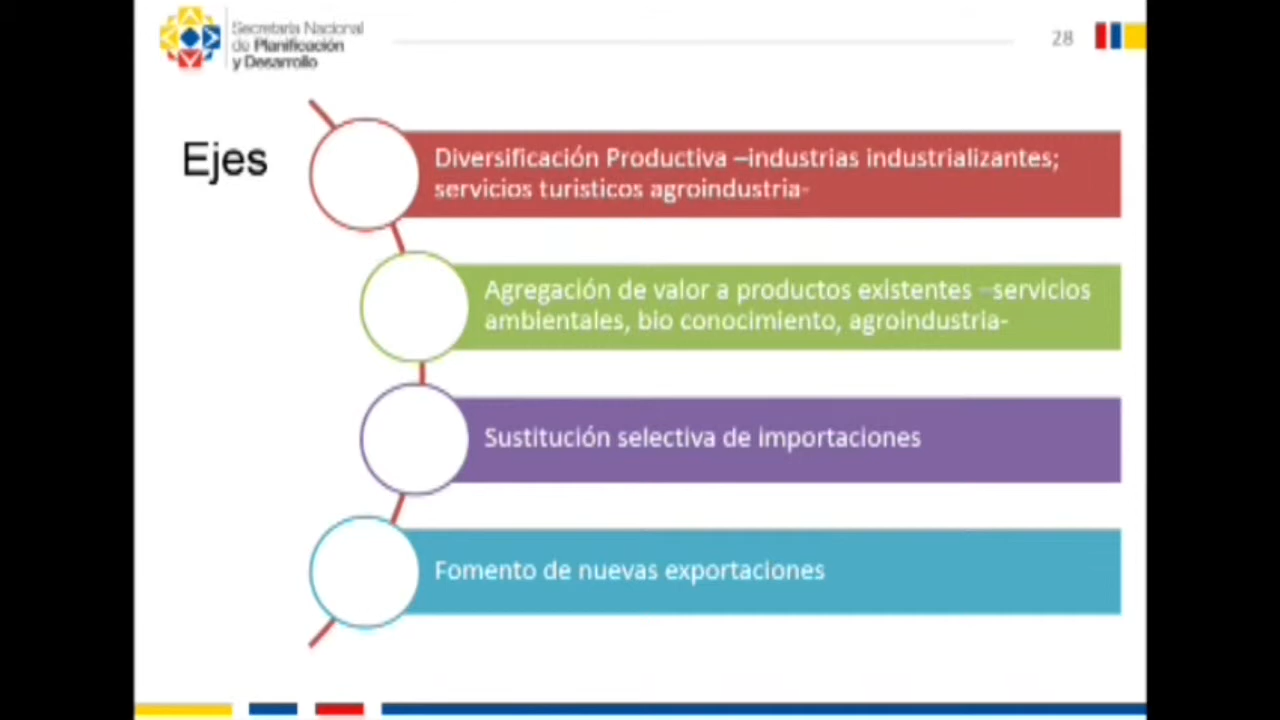 Secretaría Nacional
de Planificación
y Desarrollo
28
Ejes
Diversificación Productiva –industrias industrializantes;
servicios turisticos agroindustria-
Agregación de valor a productos existentes –servicios
ambientales, bio conocimiento, agroindustria-
Sustitución selectiva de importaciones
Fomento de nuevas exportaciones